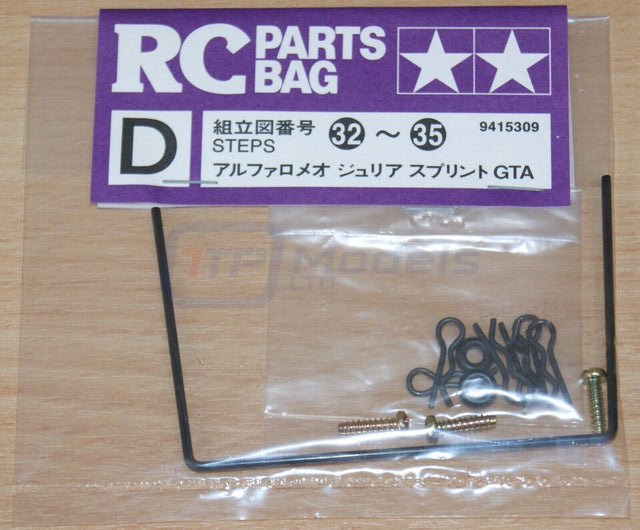 RC PARTS
BAG
D
組立図番号 32 ～ 35 9415309
STEPS
アルファロメオ ジュリア スプリント GTA
TTP Models
LTD